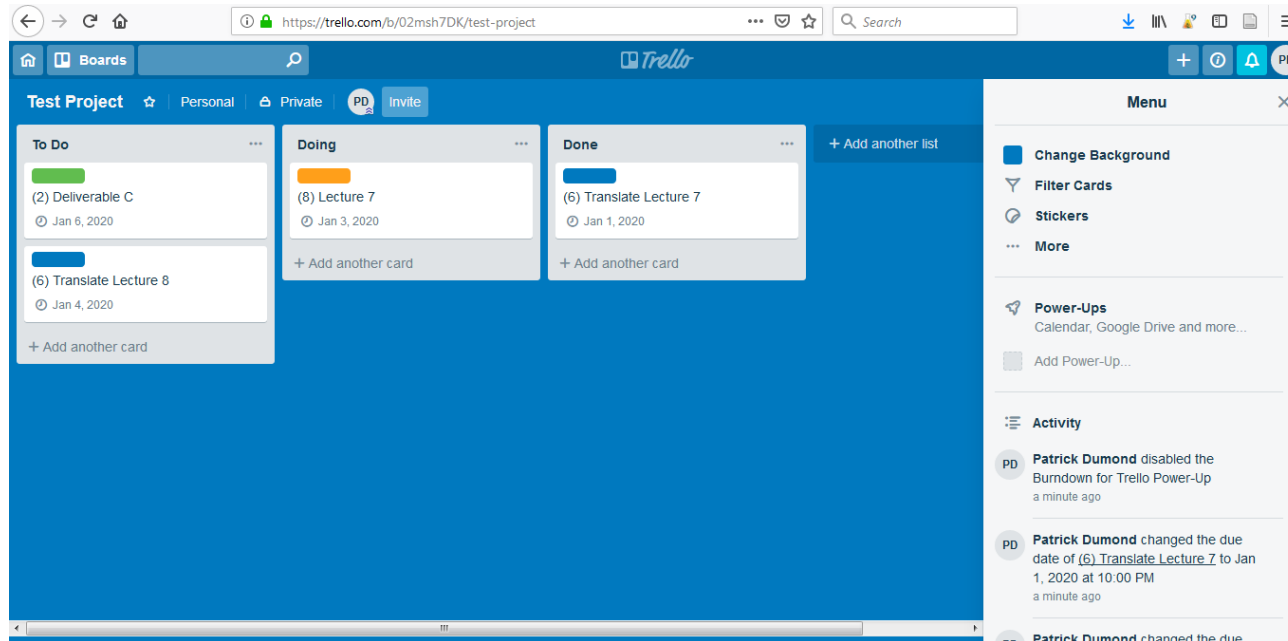 https://trello.com/b/02msh7DK/test-project
Search
Boards
Trello
Test Project
Personal
Private
PD
Invite
To Do
(2) Deliverable C
Jan 6, 2020
(6) Translate Lecture 8
Jan 4, 2020
+ Add another card
Doing
(8) Lecture 7
Jan 3, 2020
+ Add another card
Done
(6) Translate Lecture 7
Jan 1, 2020
+ Add another card
+ Add another list
Menu
Change Background
Filter Cards
Stickers
More
Power-Ups
Calendar, Google Drive and more...
Add Power-Up...
Activity
PD
Patrick Dumond disabled the
Burndown for Trello Power-Up
a minute ago
PD
Patrick Dumond changed the due
date of (6) Translate Lecture 7 to Jan
1, 2020 at 10:00 PM
a minute ago
Patrick Dumond changed the due